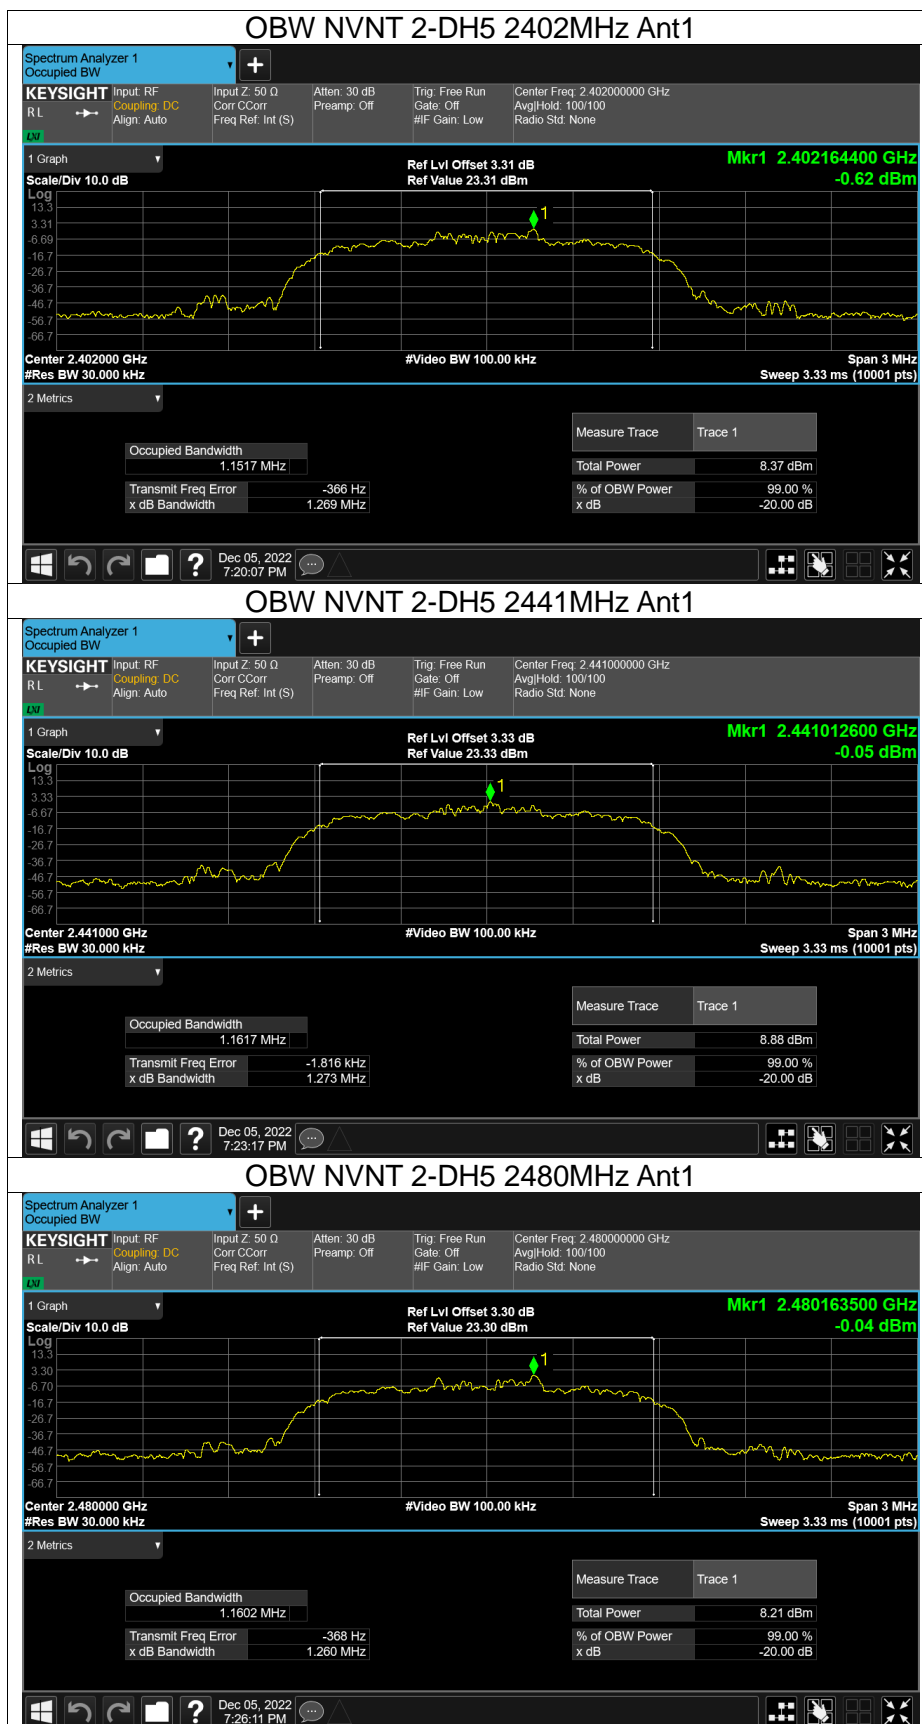 OBW NVNT 2-DH5 2402MHz Ant1
Spectrum Analyzer 1
Occupied BW
KEYSIGHT Input: RF Input Z: 50 Ω Atten: 30 dB Trig: Free Run Center Freq: 2.402000000 GHz
R L Coupling: DC Corr CCorr Preamp: Off Gate: Off Avg|Hold: 100/100
Align: Auto Freq Ref: Int (S) #IF Gain: Low Radio Std: None
LXI
1 Graph Ref Lvl Offset 3.31 dB Mkr1 2.402164400 GHz
Scale/Div 10.0 dB Ref Value 23.31 dBm -0.62 dBm
Log
13.3
1
3.31
-6.69
-16.7
-26.7
-36.7
-46.7
-56.7
-66.7
Center 2.402000 GHz #Video BW 100.00 kHz Span 3 MHz
#Res BW 30.000 kHz Sweep 3.33 ms (10001 pts)
2 Metrics
Measure Trace Trace 1
Occupied Bandwidth
1.1517 MHz Total Power 8.37 dBm
Transmit Freq Error -366 Hz % of OBW Power 99.00 %
x dB Bandwidth 1.269 MHz x dB -20.00 dB
? Dec 05, 2022
7:20:07 PM
OBW NVNT 2-DH5 2441MHz Ant1
Spectrum Analyzer 1
Occupied BW
KEYSIGHT Input: RF Input Z: 50 Ω Atten: 30 dB Trig: Free Run Center Freq: 2.441000000 GHz
R L Coupling: DC Corr CCorr Preamp: Off Gate: Off Avg|Hold: 100/100
Align: Auto Freq Ref: Int (S) #IF Gain: Low Radio Std: None
LXI
1 Graph Ref Lvl Offset 3.33 dB Mkr1 2.441012600 GHz
Scale/Div 10.0 dB Ref Value 23.33 dBm -0.05 dBm
Log
13.3
1
3.33
-6.67
-16.7
-26.7
-36.7
-46.7
-56.7
-66.7
Center 2.441000 GHz #Video BW 100.00 kHz Span 3 MHz
#Res BW 30.000 kHz Sweep 3.33 ms (10001 pts)
2 Metrics
Measure Trace Trace 1
Occupied Bandwidth
1.1617 MHz Total Power 8.88 dBm
Transmit Freq Error -1.816 kHz % of OBW Power 99.00 %
x dB Bandwidth 1.273 MHz x dB -20.00 dB
? Dec 05, 2022
7:23:17 PM
OBW NVNT 2-DH5 2480MHz Ant1
Spectrum Analyzer 1
Occupied BW
KEYSIGHT Input: RF Input Z: 50 Ω Atten: 30 dB Trig: Free Run Center Freq: 2.480000000 GHz
R L Coupling: DC Corr CCorr Preamp: Off Gate: Off Avg|Hold: 100/100
Align: Auto Freq Ref: Int (S) #IF Gain: Low Radio Std: None
LXI
1 Graph Ref Lvl Offset 3.30 dB Mkr1 2.480163500 GHz
Scale/Div 10.0 dB Ref Value 23.30 dBm -0.04 dBm
Log
13.3
1
3.30
-6.70
-16.7
-26.7
-36.7
-46.7
-56.7
-66.7
Center 2.480000 GHz #Video BW 100.00 kHz Span 3 MHz
#Res BW 30.000 kHz Sweep 3.33 ms (10001 pts)
2 Metrics
Measure Trace Trace 1
Occupied Bandwidth
1.1602 MHz Total Power 8.21 dBm
Transmit Freq Error -368 Hz % of OBW Power 99.00 %
x dB Bandwidth 1.260 MHz x dB -20.00 dB
? Dec 05, 2022
7:26:11 PM